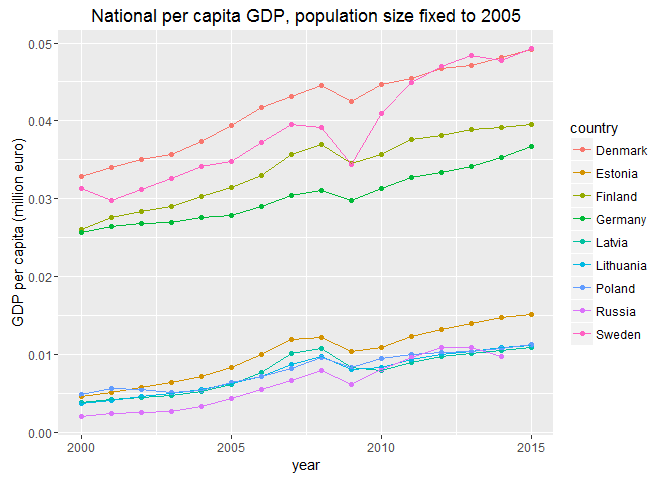 National per capita GDP, population size fixed to 2005
GDP per capita (million euro)
0.05
0.04
0.03
0.02
0.01
0.00
2000
2005
2010
2015
year
country
Denmark
Estonia
Finland
Germany
Latvia
Lithuania
Poland
Russia
Sweden